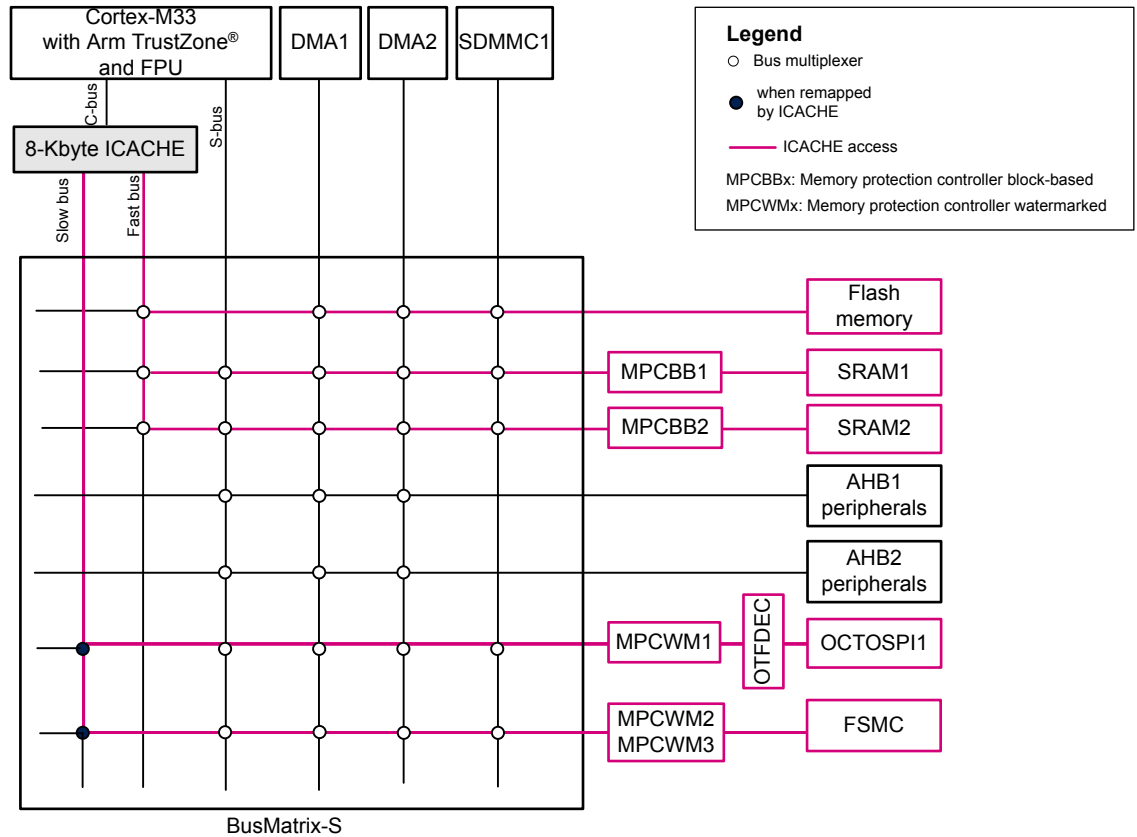 Cortex-M33
with Arm TrustZone®
and FPU
DMA1
DMA2
SDMMC1
C-bus
S-bus
8-Kbyte ICACHE
Slow bus
Fast bus
Legend
Bus multiplexer
when remapped
by ICACHE
ICACHE access
MPCBBx: Memory protection controller block-based
MPCWMx: Memory protection controller watermarked
Flash
memory
MPCBB1
SRAM1
MPCBB2
SRAM2
AHB1
peripherals
AHB2
peripherals
MPCWM1
OTFDEC
OCTOSPI1
MPCWM2
MPCWM3
FSMC
BusMatrix-S